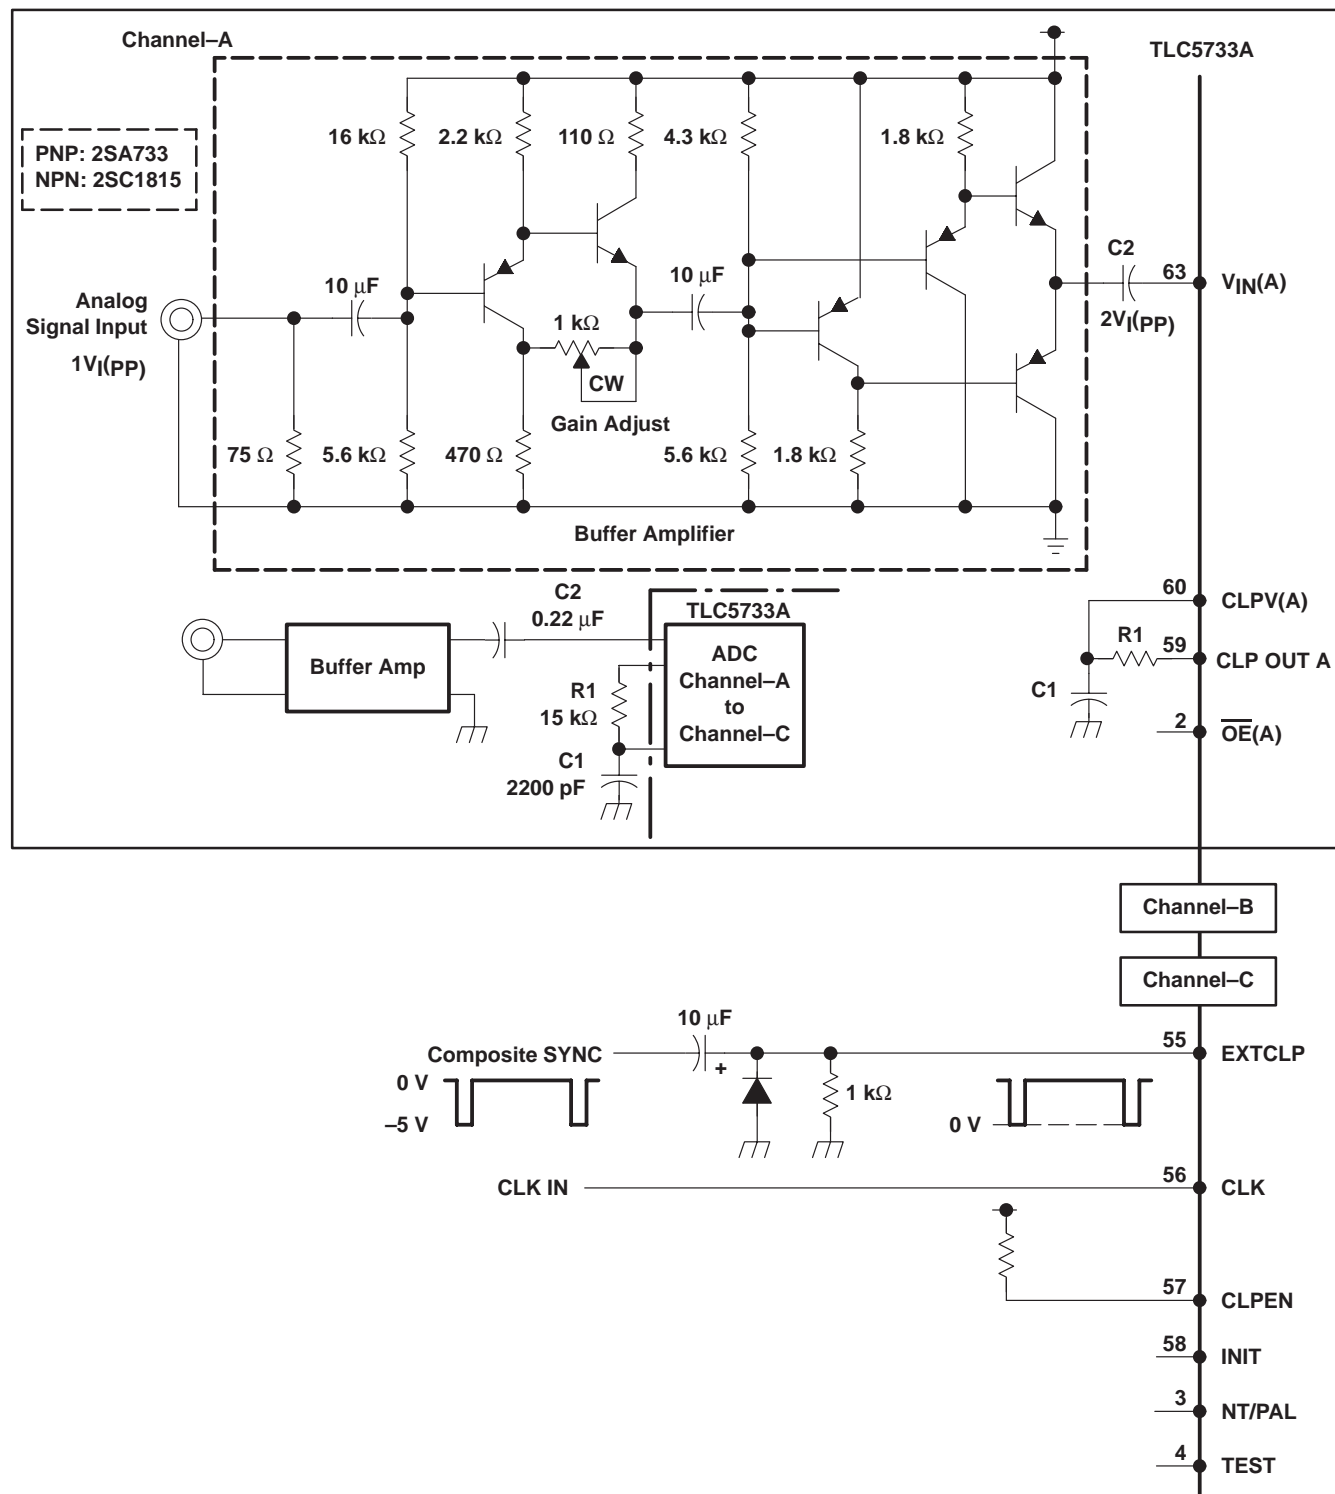 Channel–A
TLC5733A
PNP: 2SA733
NPN: 2SC1815
16 kΩ
2.2 kΩ
110 Ω
4.3 kΩ
1.8 kΩ
Analog
Signal Input
1VI(PP)
10 μF
1 kΩ
CW
Gain Adjust
10 μF
C2
2VI(PP)
63
VIN(A)
75 Ω
5.6 kΩ
470 Ω
5.6 kΩ
1.8 kΩ
Buffer Amplifier
C2
0.22 μF
TLC5733A
Buffer Amp
ADC
Channel–A
to
Channel–C
R1
15 kΩ
C1
2200 pF
60
CLPV(A)
R1
59
CLP OUT A
C1
2
OE(A)
Channel–B
Channel–C
Composite SYNC
10 μF
+
55
EXTCLP
0 V
–5 V
1 kΩ
0 V
CLK IN
56
CLK
57
CLPEN
58
INIT
3
NT/PAL
4
TEST